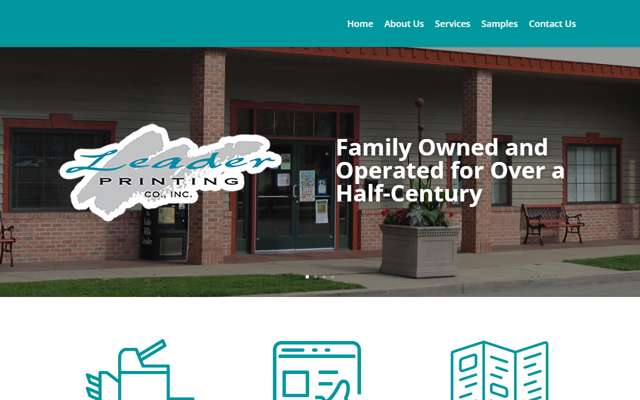 Home About Us Services Samples Contact Us
Leader
PRINTING
CO., INC.
Family Owned and
Operated for Over a
Half-Century